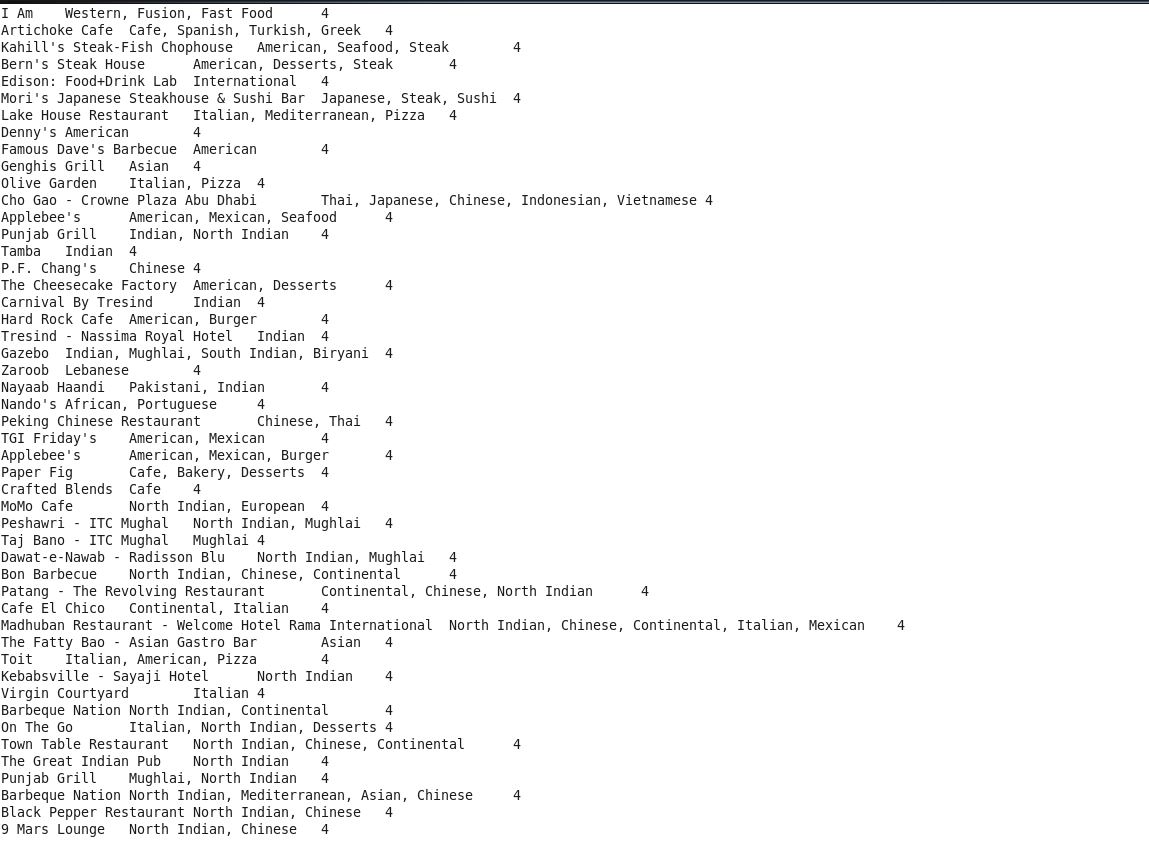 I Am	Western, Fusion, Fast Food	4
Artichoke Cafe	Cafe, Spanish, Turkish, Greek	4
Kahill's Steak-Fish Chophouse	American, Seafood, Steak	4
Bern's Steak House	American, Desserts, Steak	4
Edison: Food+Drink Lab	International	4
Mori's Japanese Steakhouse & Sushi Bar	Japanese, Steak, Sushi	4
Lake House Restaurant	Italian, Mediterranean, Pizza	4
Denny's	American	4
Famous Dave's Barbecue	American	4
Genghis Grill	Asian	4
Olive Garden	Italian, Pizza	4
Cho Gao - Crowne Plaza Abu Dhabi	Thai, Japanese, Chinese, Indonesian, Vietnamese	4
Applebee's	American, Mexican, Seafood	4
Punjab Grill	Indian, North Indian	4
Tamba	Indian	4
P.F. Chang's	Chinese	4
The Cheesecake Factory	American, Desserts	4
Carnival By Tresind	Indian	4
Hard Rock Cafe	American, Burger	4
Tresind - Nassima Royal Hotel	Indian	4
Gazebo	Indian, Mughlai, South Indian, Biryani	4
Zaroob	Lebanese	4
Nayaab Haandi	Pakistani, Indian	4
Nando's	African, Portuguese	4
Peking Chinese Restaurant	Chinese, Thai	4
TGI Friday's	American, Mexican	4
Applebee's	American, Mexican, Burger	4
Paper Fig	Cafe, Bakery, Desserts	4
Crafted Blends	Cafe	4
MoMo Cafe	North Indian, European	4
Peshawri - ITC Mughal	North Indian, Mughlai	4
Taj Bano - ITC Mughal	Mughlai	4
Dawat-e-Nawab - Radisson Blu	North Indian, Mughlai	4
Bon Barbecue	North Indian, Chinese, Continental	4
Patang - The Revolving Restaurant	Continental, Chinese, North Indian	4
Cafe El Chico	Continental, Italian	4
Madhuban Restaurant - Welcome Hotel Rama International	North Indian, Chinese, Continental, Italian, Mexican	4
The Fatty Bao - Asian Gastro Bar	Asian	4
Toit	Italian, American, Pizza	4
Kebabsville - Sayaji Hotel	North Indian	4
Virgin Courtyard	Italian	4
Barbeque Nation	North Indian, Continental	4
On The Go	Italian, North Indian, Desserts	4
Town Table Restaurant	North Indian, Chinese, Continental	4
The Great Indian Pub	North Indian	4
Punjab Grill	Mughlai, North Indian	4
Barbeque Nation	North Indian, Mediterranean, Asian, Chinese	4
Black Pepper Restaurant	North Indian, Chinese	4
9 Mars Lounge	North Indian, Chinese	4